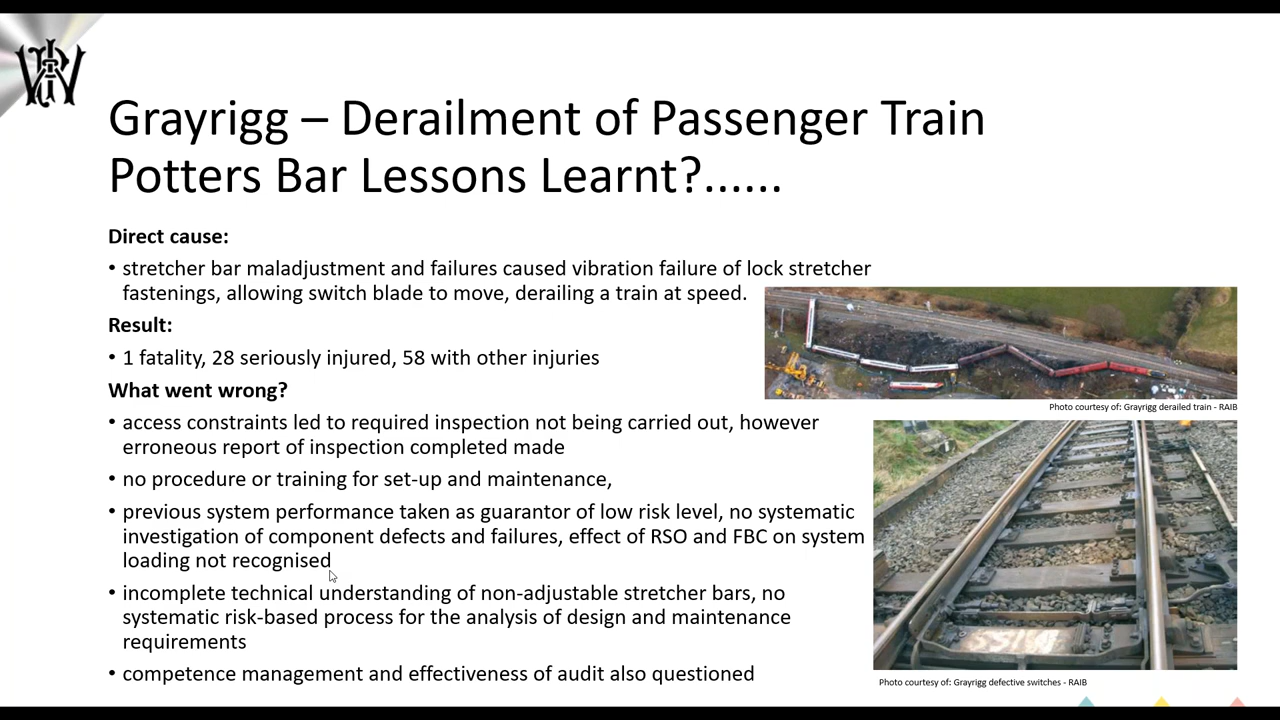 Grayrigg – Derailment of Passenger Train
Potters Bar Lessons Learnt?......
Direct cause:
• stretcher bar maladjustment and failures caused vibration failure of lock stretcher
fastenings, allowing switch blade to move, derailing a train at speed.
Result:
• 1 fatality, 28 seriously injured, 58 with other injuries
What went wrong?
• access constraints led to required inspection not being carried out, however
erroneous report of inspection completed made
• no procedure or training for set-up and maintenance,
• previous system performance taken as guarantor of low risk level, no systematic
investigation of component defects and failures, effect of RSO and FBC on system
loading not recognised
• incomplete technical understanding of non-adjustable stretcher bars, no
systematic risk-based process for the analysis of design and maintenance
requirements
• competence management and effectiveness of audit also questioned
Photo courtesy of: Grayrigg derailed train - RAIB
Photo courtesy of: Grayrigg defective switches - RAIB